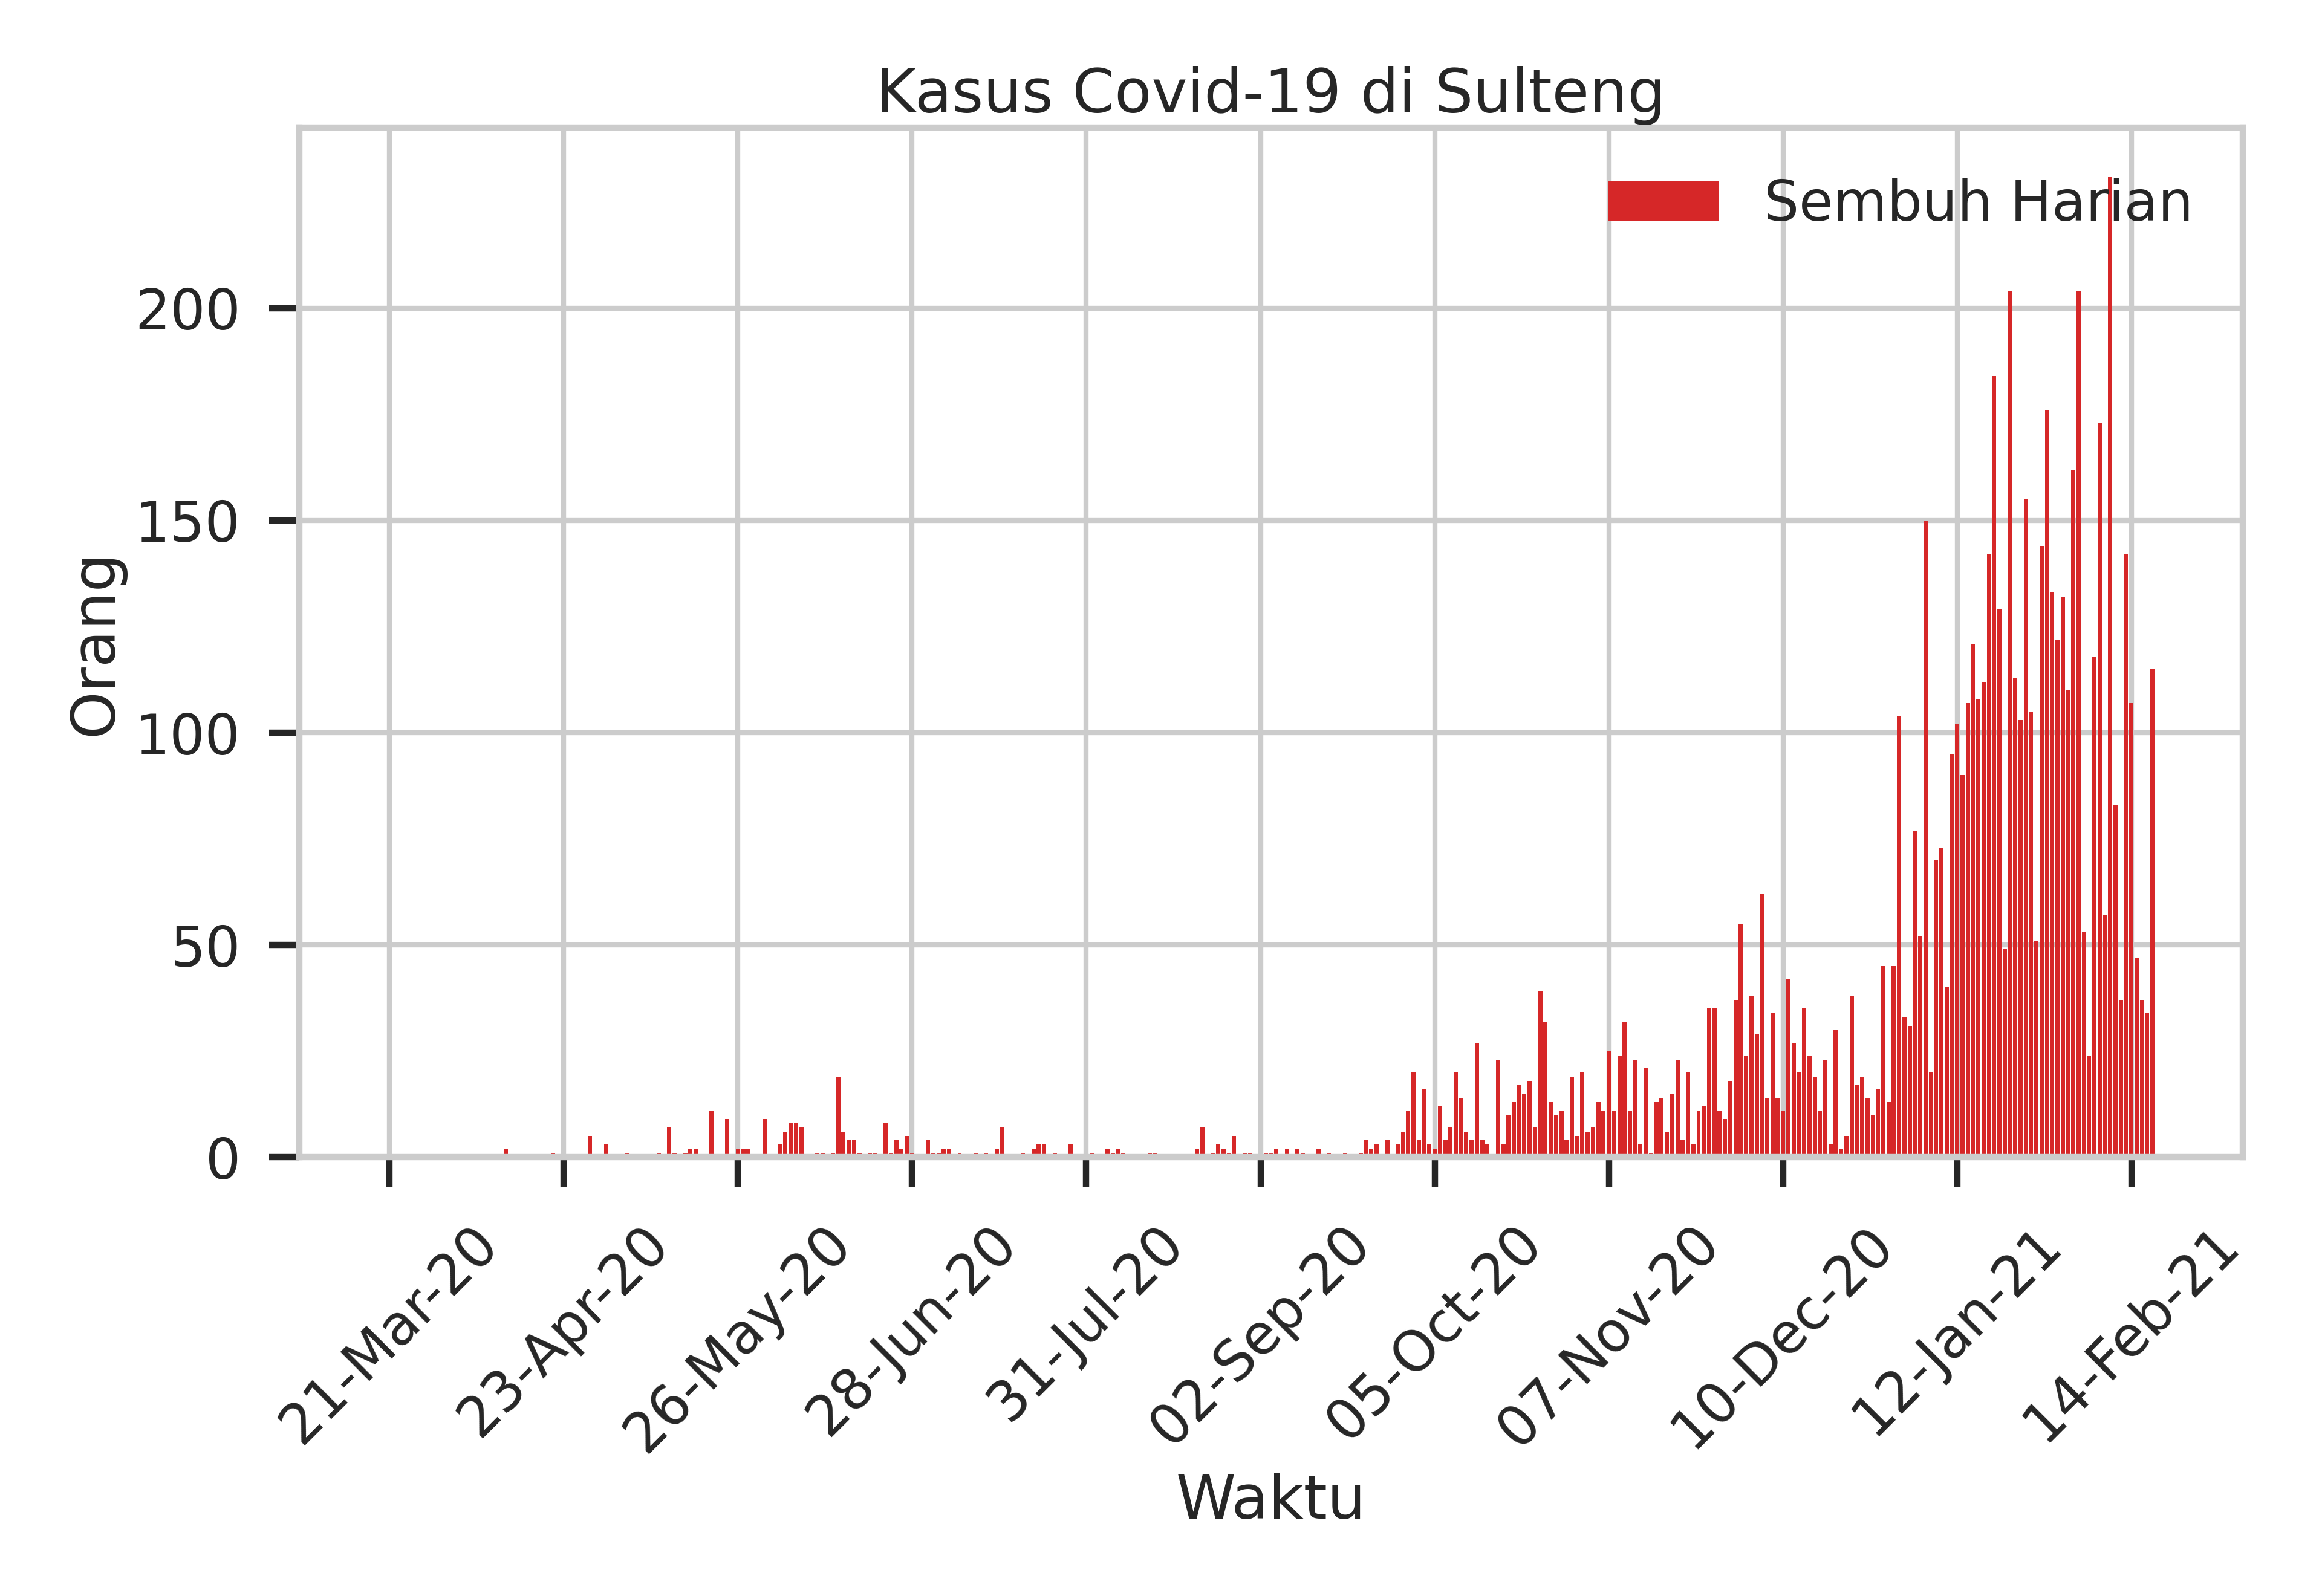 Kasus Covid-19 di Sulteng
Sembuh Harian
200
150
100
50
0
Orang
21-Mar-20
23-Apr-20
26-May-20
28-Jun-20
31-Jul-20
02-Sep-20
05-Oct-20
07-Nov-20
10-Dec-20
12-Jan-21
14-Feb-21
Waktu